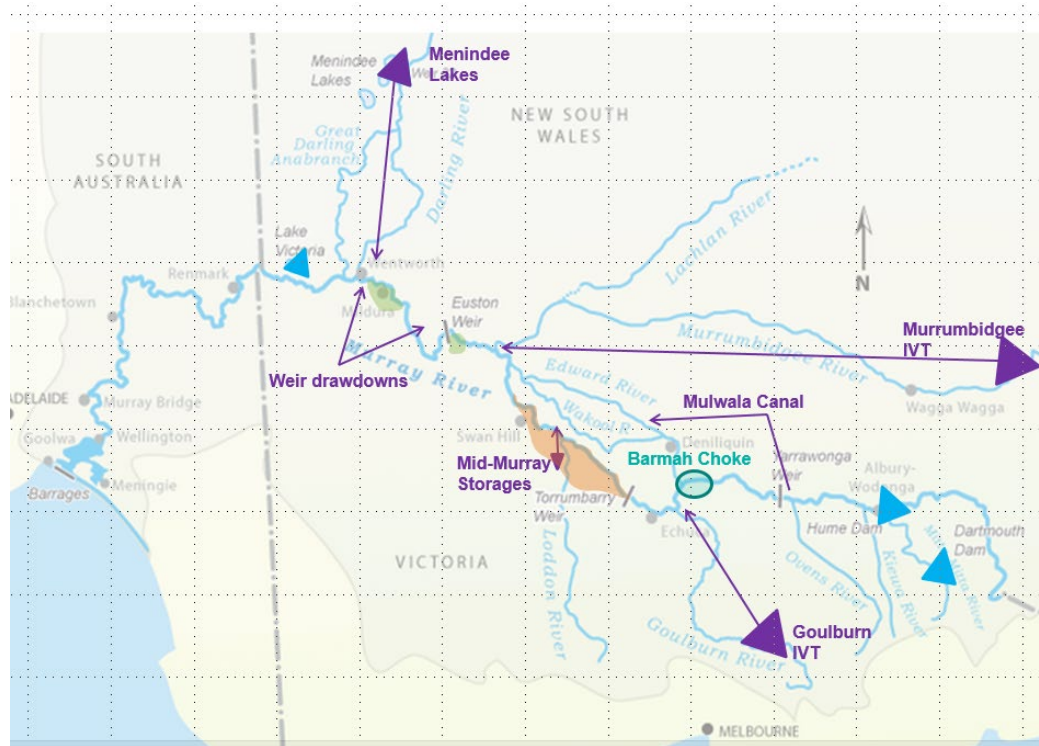 Menindee
Lakes
Menindee
Lakes
NEW SOUTH
WALES
Great
Darling
Anabranch
Darling River
SOUTH
AUSTRALIA
Lachlan River
Lake
Victoria
Wentworth
Renmark
N
Blanchetown
Mildura
Euston
Weir
Murrumbidgee
IVT
Murrumbidgee River
Murray River
Weir drawdowns
Edward River
Mulwala Canal
Wagga Wagga
ADELAIDE
Murray Bridge
Wakool R.
Goolwa
Wellington
Swan Hill
Deniliquin
Mid-Murray
Storages
Barmah Choke
Yarrawonga
Weir
Albury-
Wodonga
Barrages
Meningie
Torrumbarry
Weir
Echuca
Hume Dam
Dartmouth
Dam
Mitta Mitta River
VICTORIA
Loddon River
Ovens River
Kiewa River
Goulburn River
Goulburn
IVT
MELBOURNE